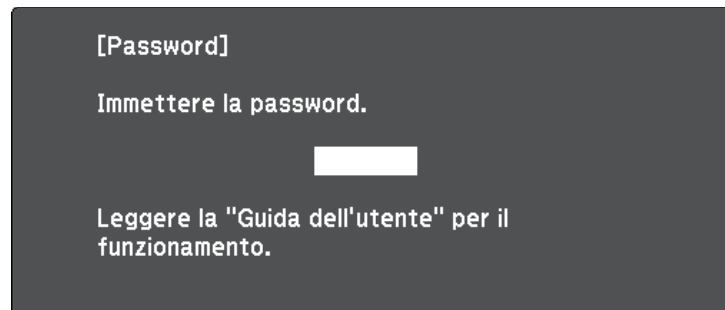 [Password]
Immettere la password.
Leggere la "Guida dell'utente" per il
funzionamento.